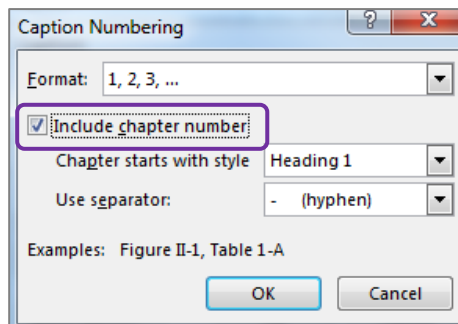 Caption Numbering
Format: 1, 2, 3, ...
Include chapter number
Chapter starts with style Heading 1
Use separator: - (hyphen)
Examples: Figure II-1, Table 1-A
OK Cancel